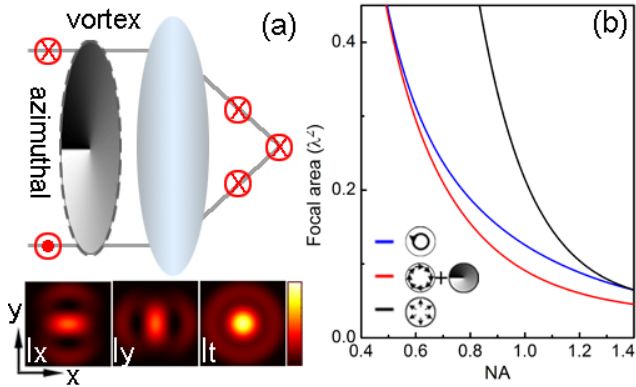 vortex
(a)
azimuthal
y
x
Ix
Iy
It
(b)
Focal area (λ²)
0.4
0.2
0.0
0.4 0.6 0.8 1.0 1.2 1.4
NA
+